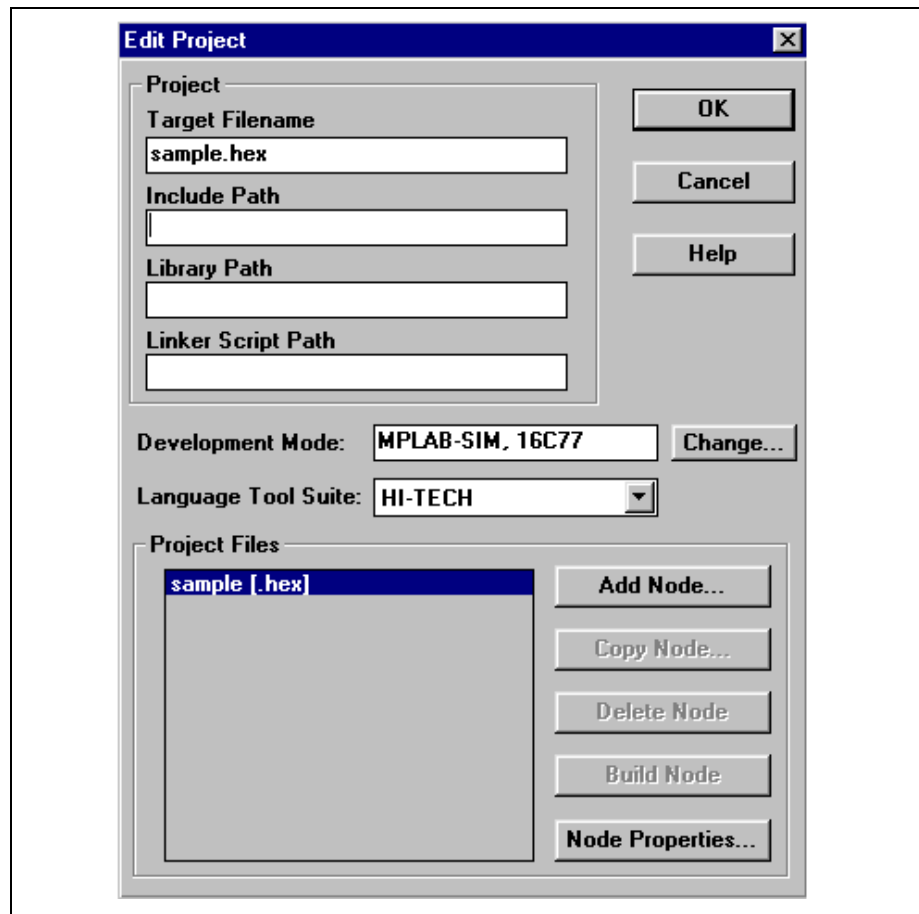 Edit Project
Project
Target Filename
sample.hex
Include Path
Library Path
Linker Script Path
OK
Cancel
Help
Development Mode: MPLAB-SIM, 16C77 Change...
Language Tool Suite: HI-TECH
Project Files
sample [.hex]
Add Node...
Copy Node...
Delete Node
Build Node
Node Properties...